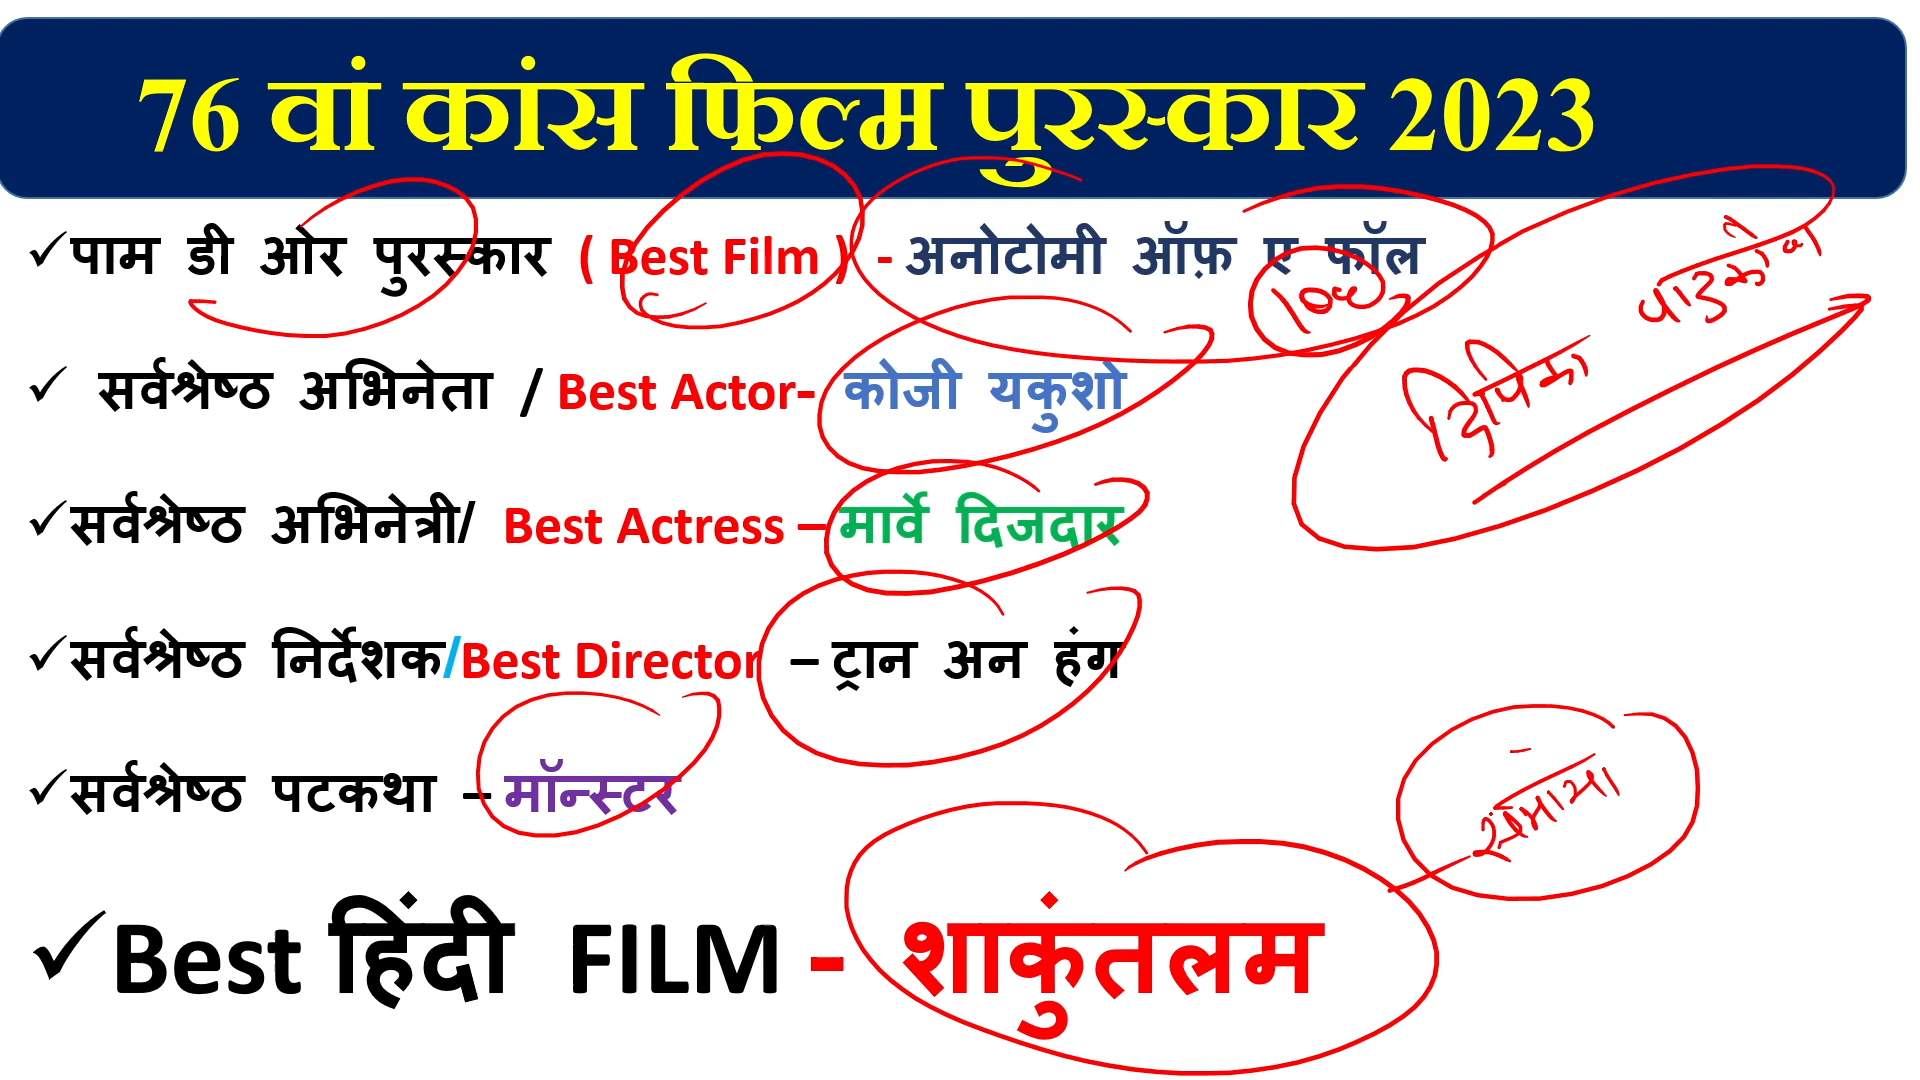 76 वां कांस फिल्म पुरस्कार 2023
✓पाम डी ओर पुरस्कार ( Best Film ) - अनोटोमी ऑफ़ ए फॉल
✓ सर्वश्रेष्ठ अभिनेता / Best Actor- कोजी यकुशो
✓सर्वश्रेष्ठ अभिनेत्री/ Best Actress – मार्वे दिजदार
✓सर्वश्रेष्ठ निर्देशक/Best Director – ट्रान अन हंग
✓सर्वश्रेष्ठ पटकथा – मॉन्स्टर
✓Best हिंदी FILM - शाकुंतलम